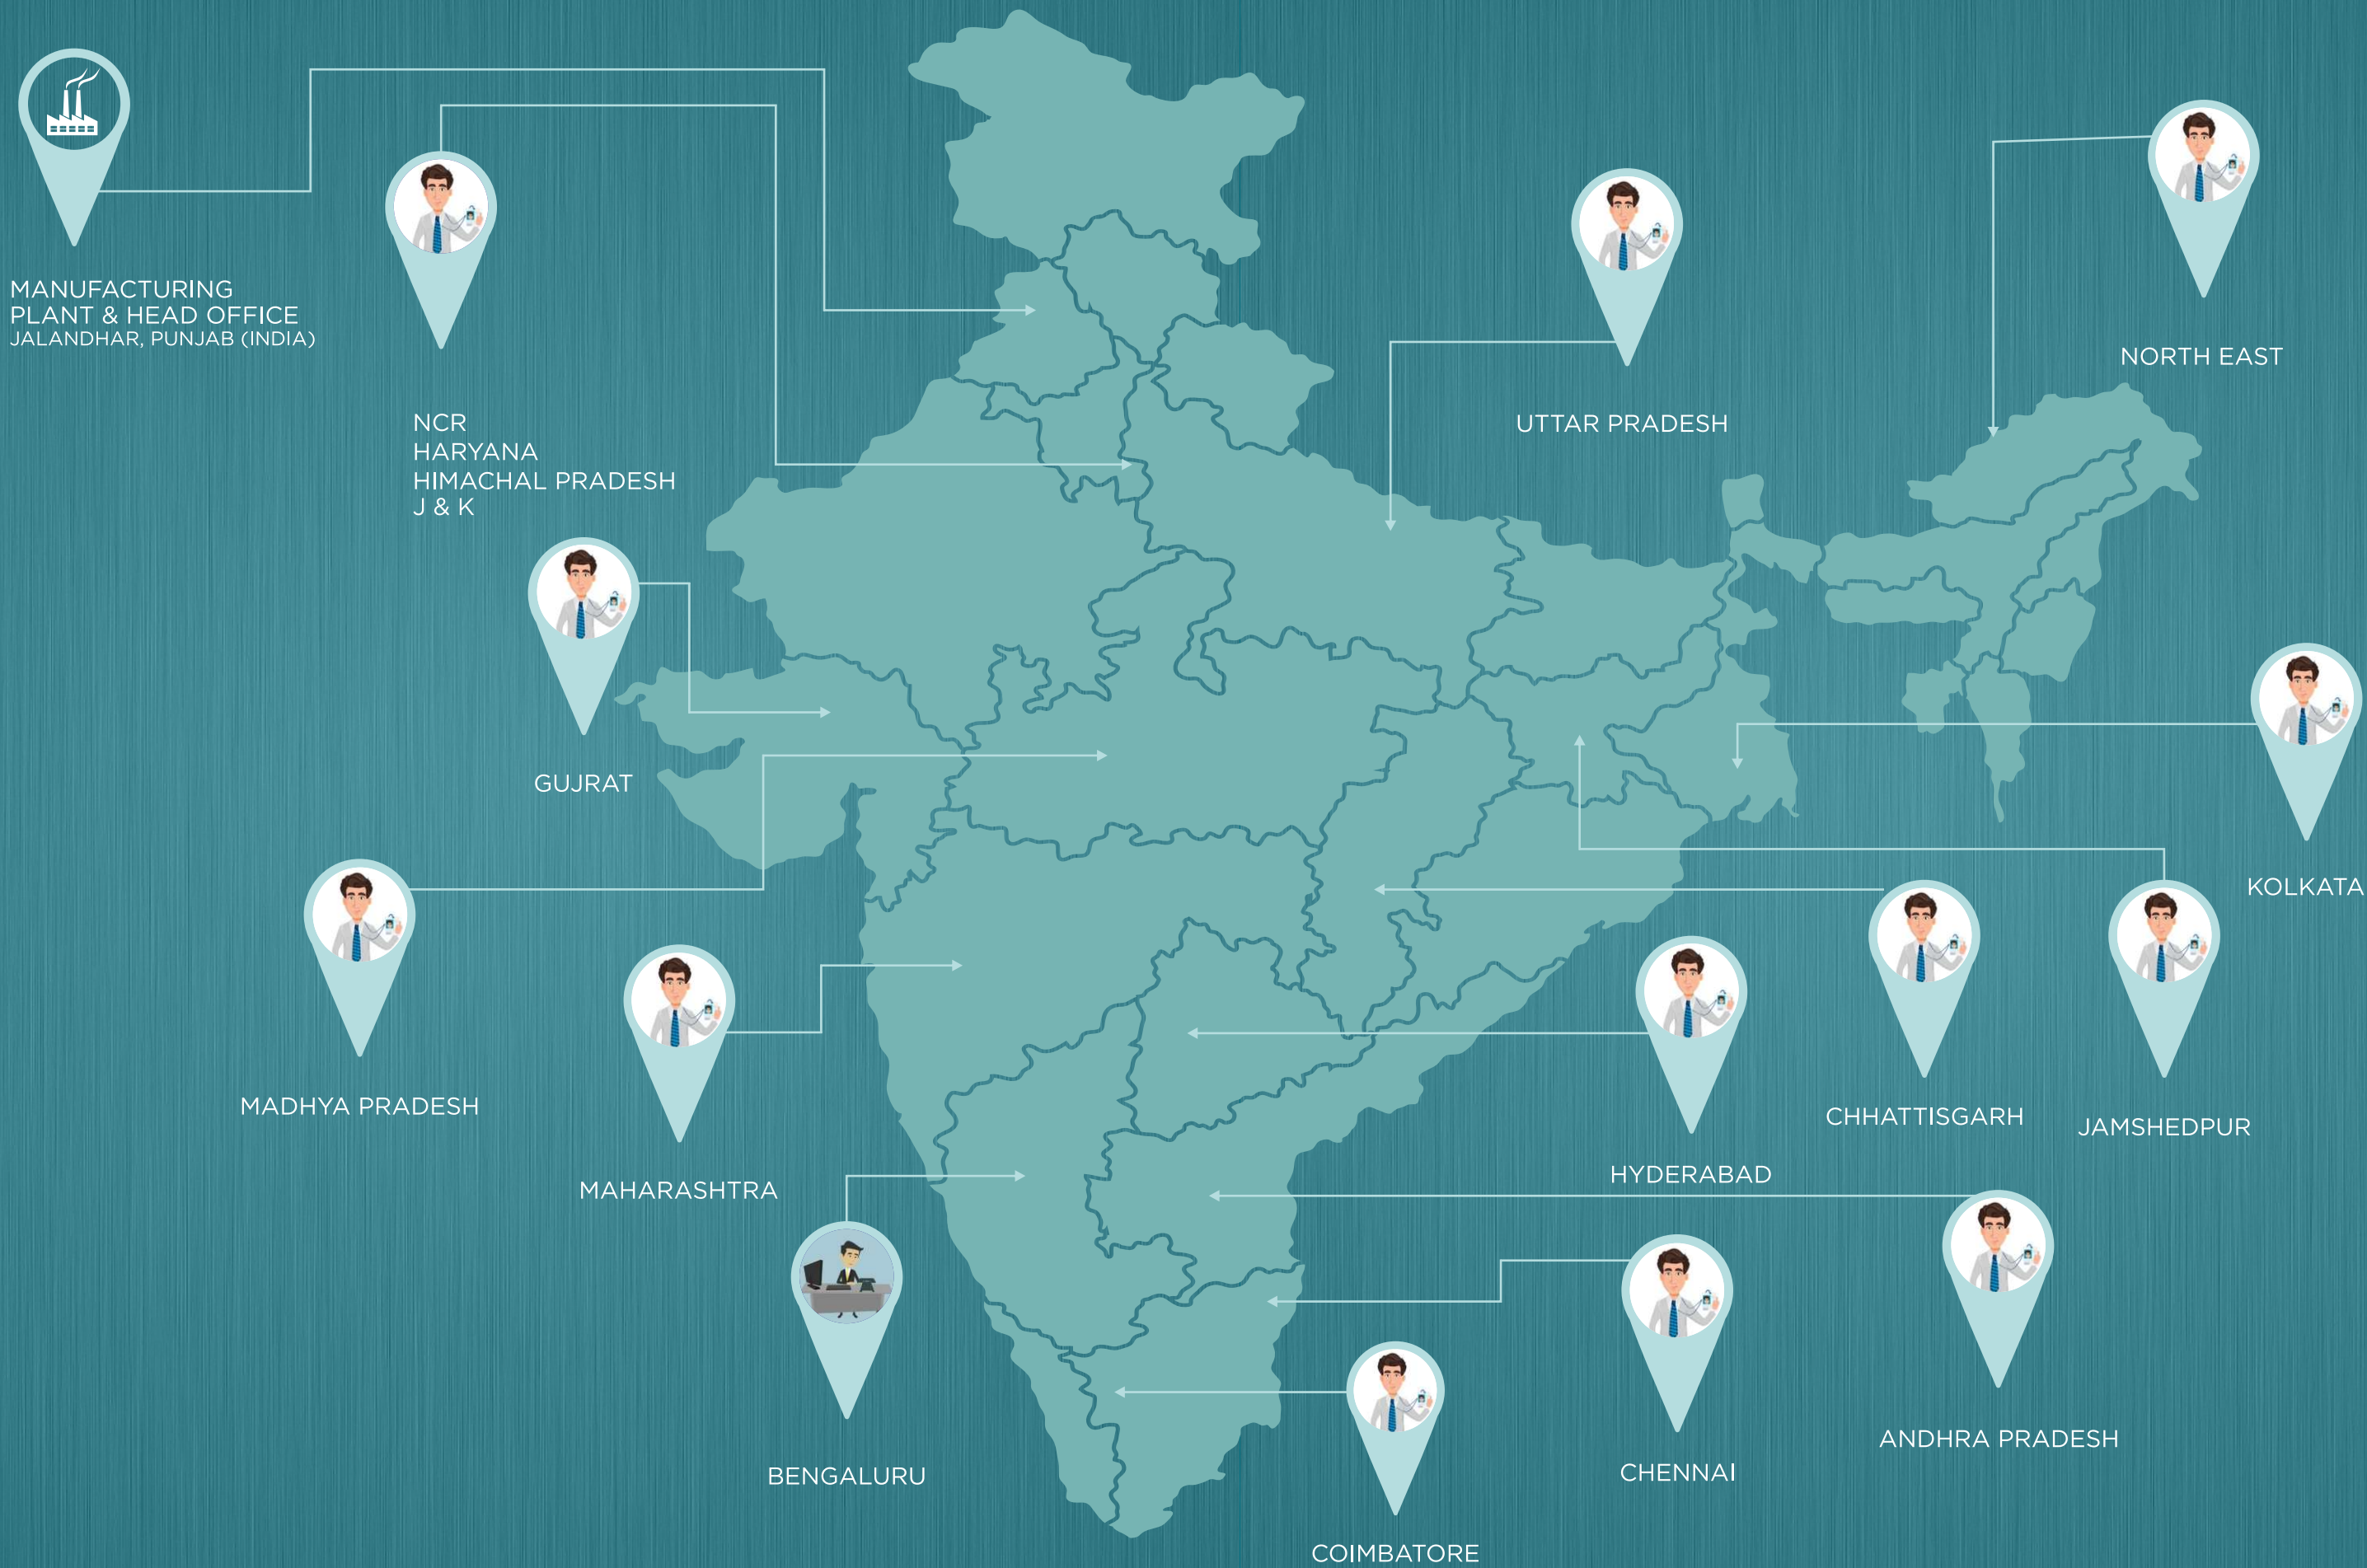 MANUFACTURING
PLANT & HEAD OFFICE
JALANDHAR, PUNJAB (INDIA)
NCR
HARYANA
HIMACHAL PRADESH
J & K
UTTAR PRADESH
NORTH EAST
GUJRAT
KOLKATA
MADHYA PRADESH
MAHARASHTRA
HYDERABAD
CHHATTISGARH
JAMSHEDPUR
BENGALURU
COIMBATORE
CHENNAI
ANDHRA PRADESH